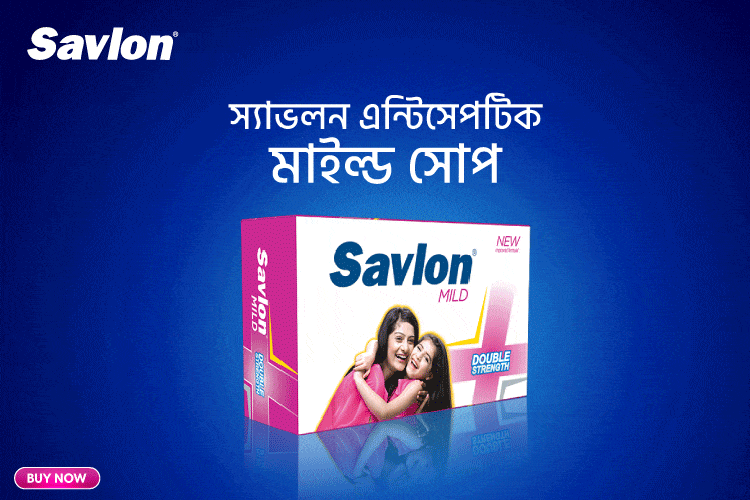 Savlon®
স্যাভলন এন্টিসেপটিক
মাইল্ড সোপ
Savlon
MILD
DOUBLE
STRENGTH
Savlon®
MILD
NEW
DOUBLE
STRENGTH
BUY NOW